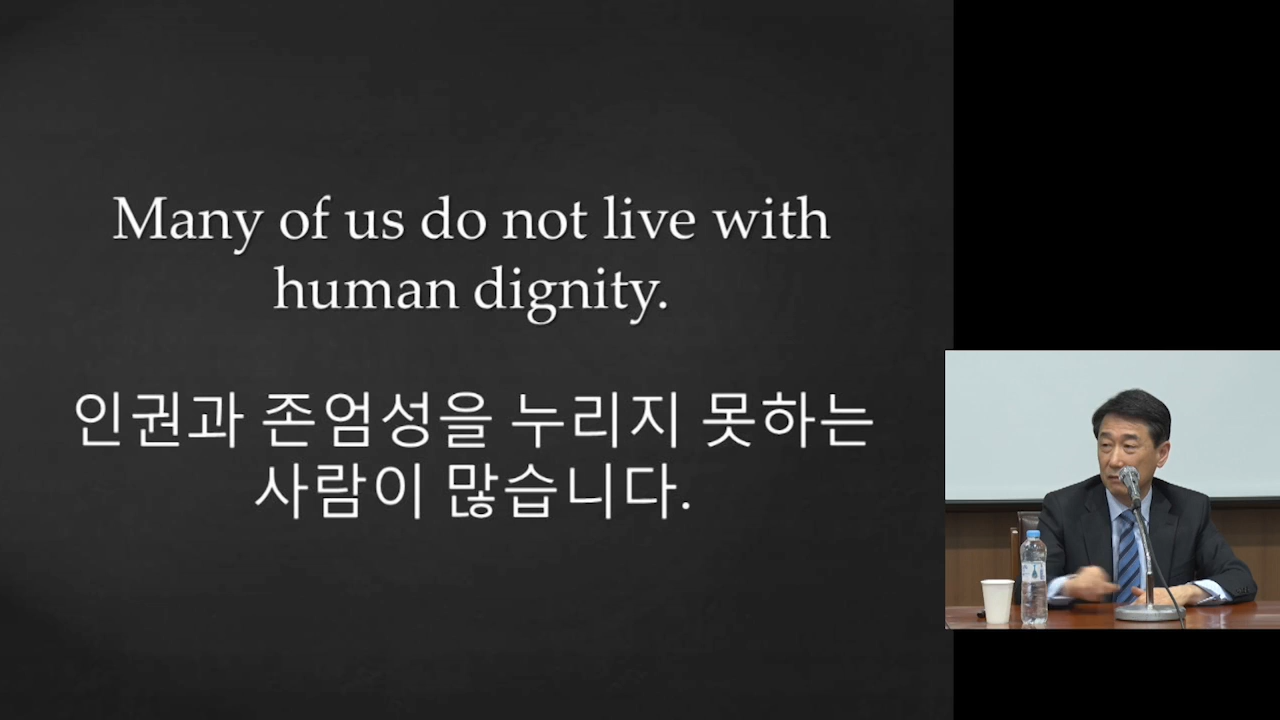 Many of us do not live with
human dignity.
인권과 존엄성을 누리지 못하는
사람이 많습니다.